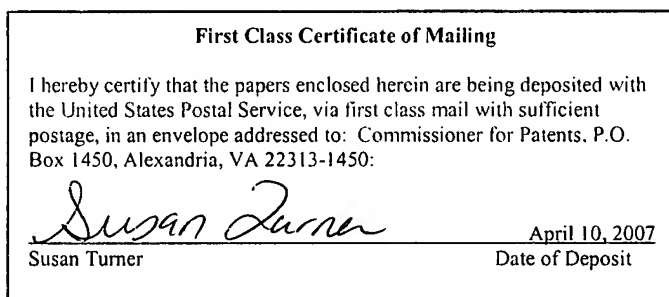 First Class Certificate of Mailing
I hereby certify that the papers enclosed herein are being deposited with
the United States Postal Service, via first class mail with sufficient
postage, in an envelope addressed to: Commissioner for Patents, P.O.
Box 1450, Alexandria, VA 22313-1450:
Susan Turner April 10, 2007
Susan Turner Date of Deposit